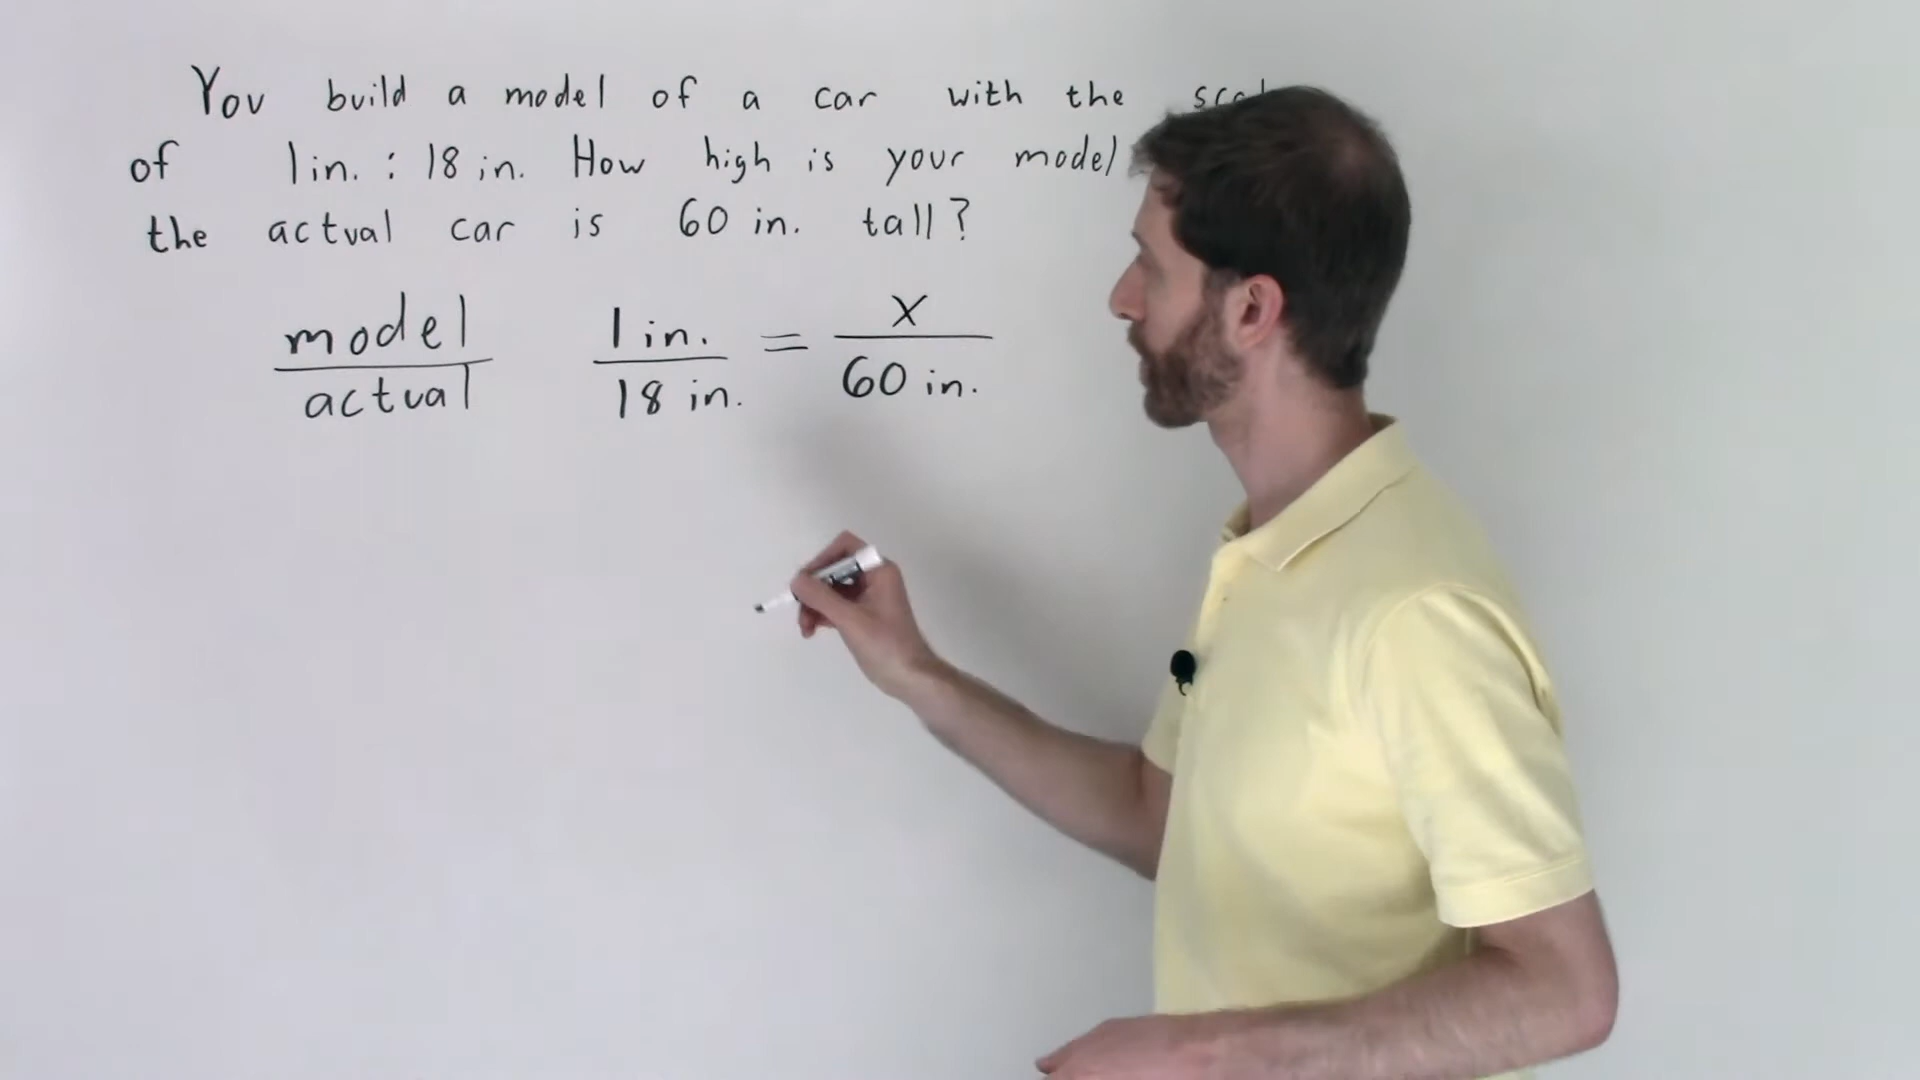 You build a model of a car with the
of 1 in. : 18 in. How high is your model
the actual car is 60 in. tall?
model 1 in. = x
actual 18 in. 60 in.